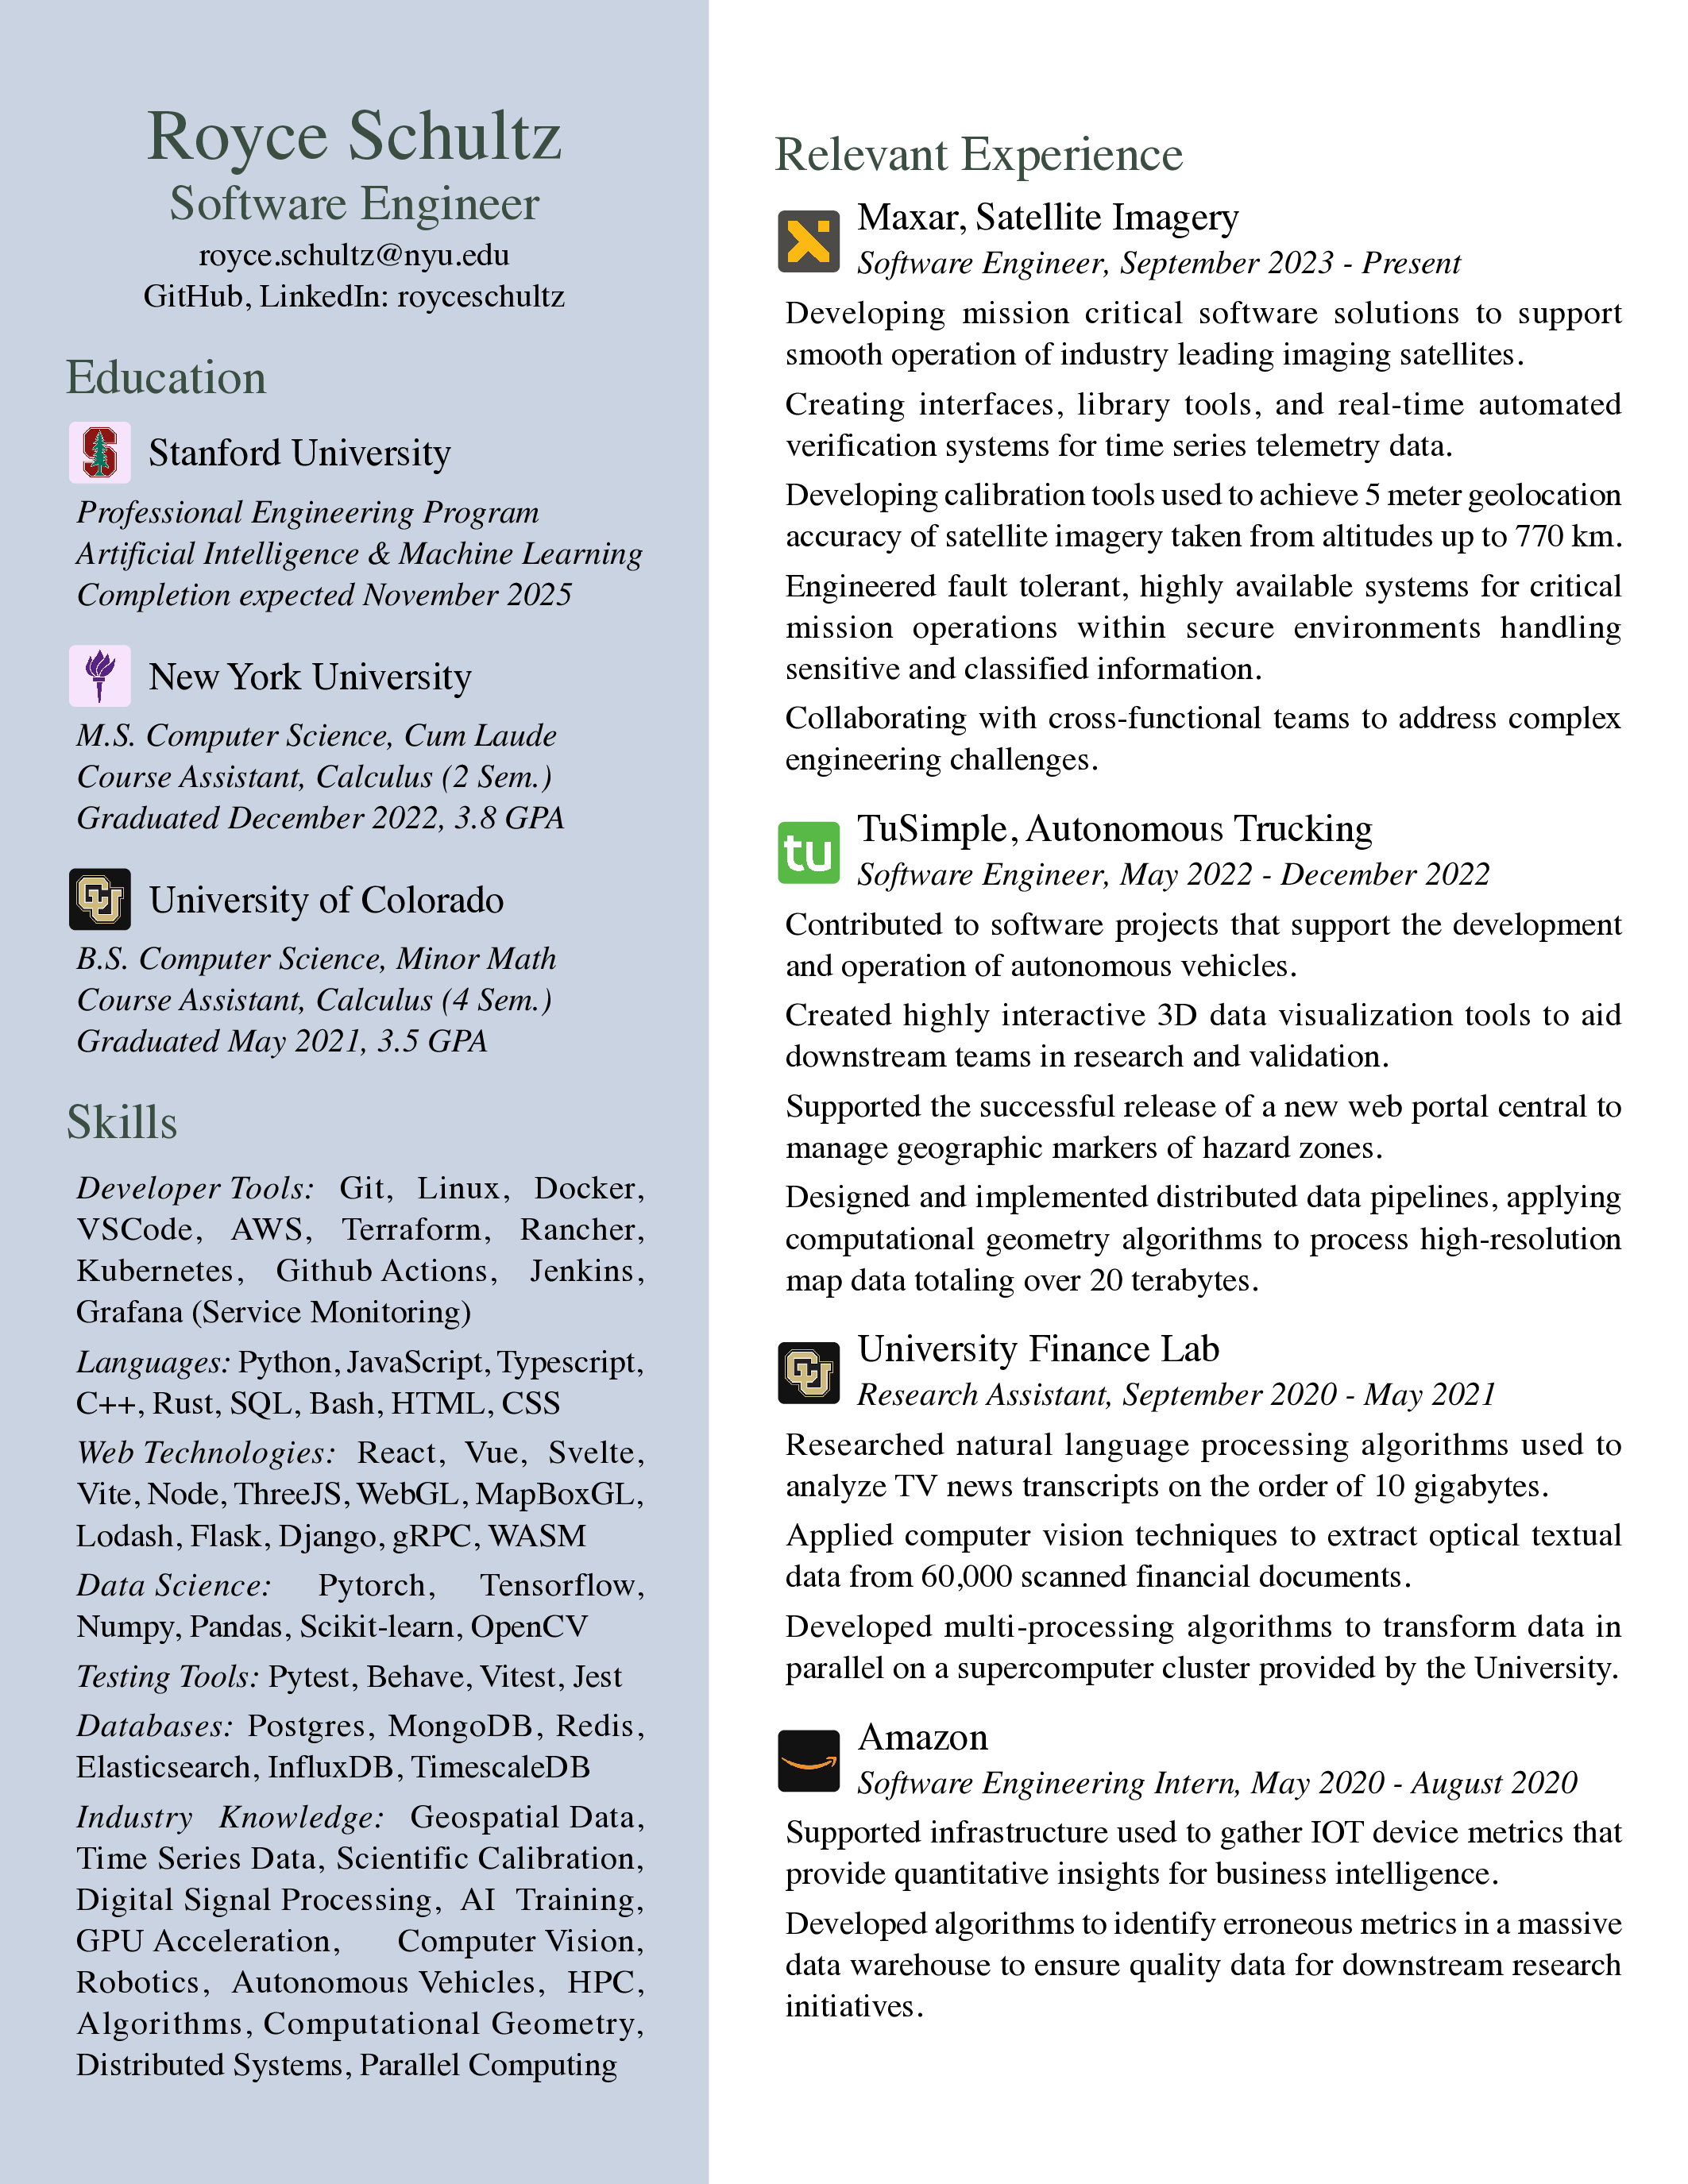 Royce Schultz
Software Engineer
royce.schultz@nyu.edu
GitHub, LinkedIn: royceschultz
Education
Stanford University
Professional Engineering Program
Artificial Intelligence & Machine Learning
Completion expected November 2025
New York University
M.S. Computer Science, Cum Laude
Course Assistant, Calculus (2 Sem.)
Graduated December 2022, 3.8 GPA
CU
University of Colorado
B.S. Computer Science, Minor Math
Course Assistant, Calculus (4 Sem.)
Graduated May 2021, 3.5 GPA
Skills
Developer Tools: Git, Linux, Docker,
VSCode, AWS, Terraform, Rancher,
Kubernetes, Github Actions, Jenkins,
Grafana (Service Monitoring)
Languages: Python, JavaScript, Typescript,
C++, Rust, SQL, Bash, HTML, CSS
Web Technologies: React, Vue, Svelte,
Vite, Node, ThreeJS, WebGL, MapBoxGL,
Lodash, Flask, Django, gRPC, WASM
Data Science: Pytorch, Tensorflow,
Numpy, Pandas, Scikit-learn, OpenCV
Testing Tools: Pytest, Behave, Vitest, Jest
Databases: Postgres, MongoDB, Redis,
Elasticsearch, InfluxDB, TimescaleDB
Industry Knowledge: Geospatial Data,
Time Series Data, Scientific Calibration,
Digital Signal Processing, AI Training,
GPU Acceleration, Computer Vision,
Robotics, Autonomous Vehicles, HPC,
Algorithms, Computational Geometry,
Distributed Systems, Parallel Computing
Relevant Experience
Maxar, Satellite Imagery
Software Engineer, September 2023 - Present
Developing mission critical software solutions to support
smooth operation of industry leading imaging satellites.
Creating interfaces, library tools, and real-time automated
verification systems for time series telemetry data.
Developing calibration tools used to achieve 5 meter geolocation
accuracy of satellite imagery taken from altitudes up to 770 km.
Engineered fault tolerant, highly available systems for critical
mission operations within secure environments handling
sensitive and classified information.
Collaborating with cross-functional teams to address complex
engineering challenges.
tu
TuSimple, Autonomous Trucking
Software Engineer, May 2022 - December 2022
Contributed to software projects that support the development
and operation of autonomous vehicles.
Created highly interactive 3D data visualization tools to aid
downstream teams in research and validation.
Supported the successful release of a new web portal central to
manage geographic markers of hazard zones.
Designed and implemented distributed data pipelines, applying
computational geometry algorithms to process high-resolution
map data totaling over 20 terabytes.
CU
University Finance Lab
Research Assistant, September 2020 - May 2021
Researched natural language processing algorithms used to
analyze TV news transcripts on the order of 10 gigabytes.
Applied computer vision techniques to extract optical textual
data from 60,000 scanned financial documents.
Developed multi-processing algorithms to transform data in
parallel on a supercomputer cluster provided by the University.
Amazon
Software Engineering Intern, May 2020 - August 2020
Supported infrastructure used to gather IOT device metrics that
provide quantitative insights for business intelligence.
Developed algorithms to identify erroneous metrics in a massive
data warehouse to ensure quality data for downstream research
initiatives.